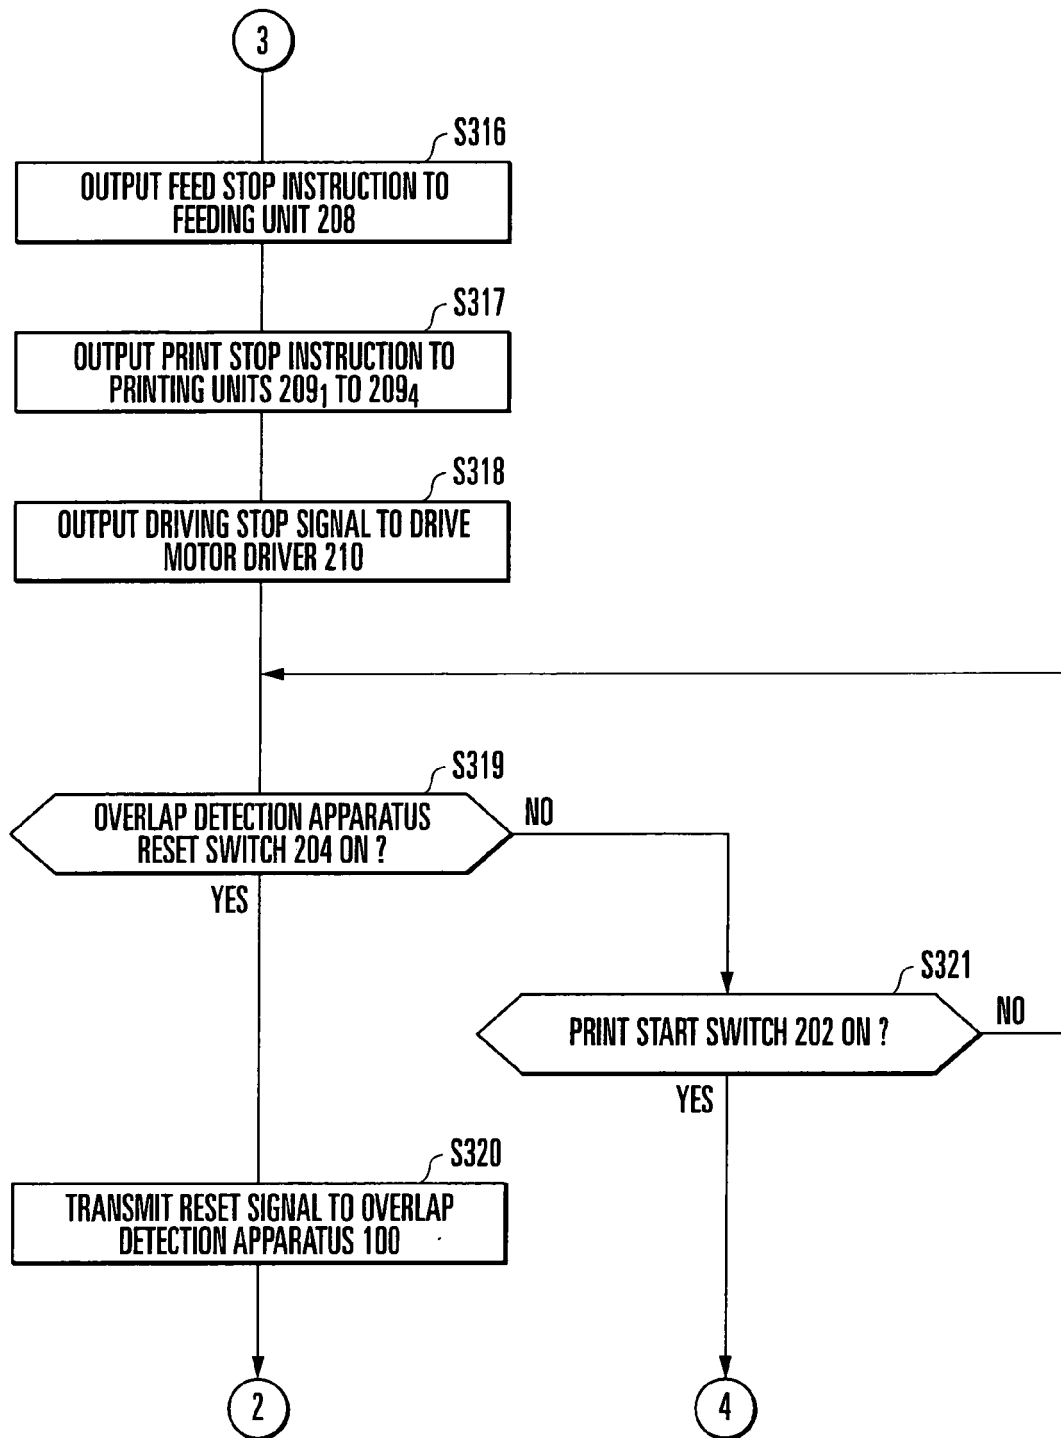 3
S316
OUTPUT FEED STOP INSTRUCTION TO
FEEDING UNIT 208
S317
OUTPUT PRINT STOP INSTRUCTION TO
PRINTING UNITS 209₁ TO 209₄
S318
OUTPUT DRIVING STOP SIGNAL TO DRIVE
MOTOR DRIVER 210
S319
OVERLAP DETECTION APPARATUS
RESET SWITCH 204 ON ?
NO
YES
S321
PRINT START SWITCH 202 ON ?
NO
YES
S320
TRANSMIT RESET SIGNAL TO OVERLAP
DETECTION APPARATUS 100
2
4